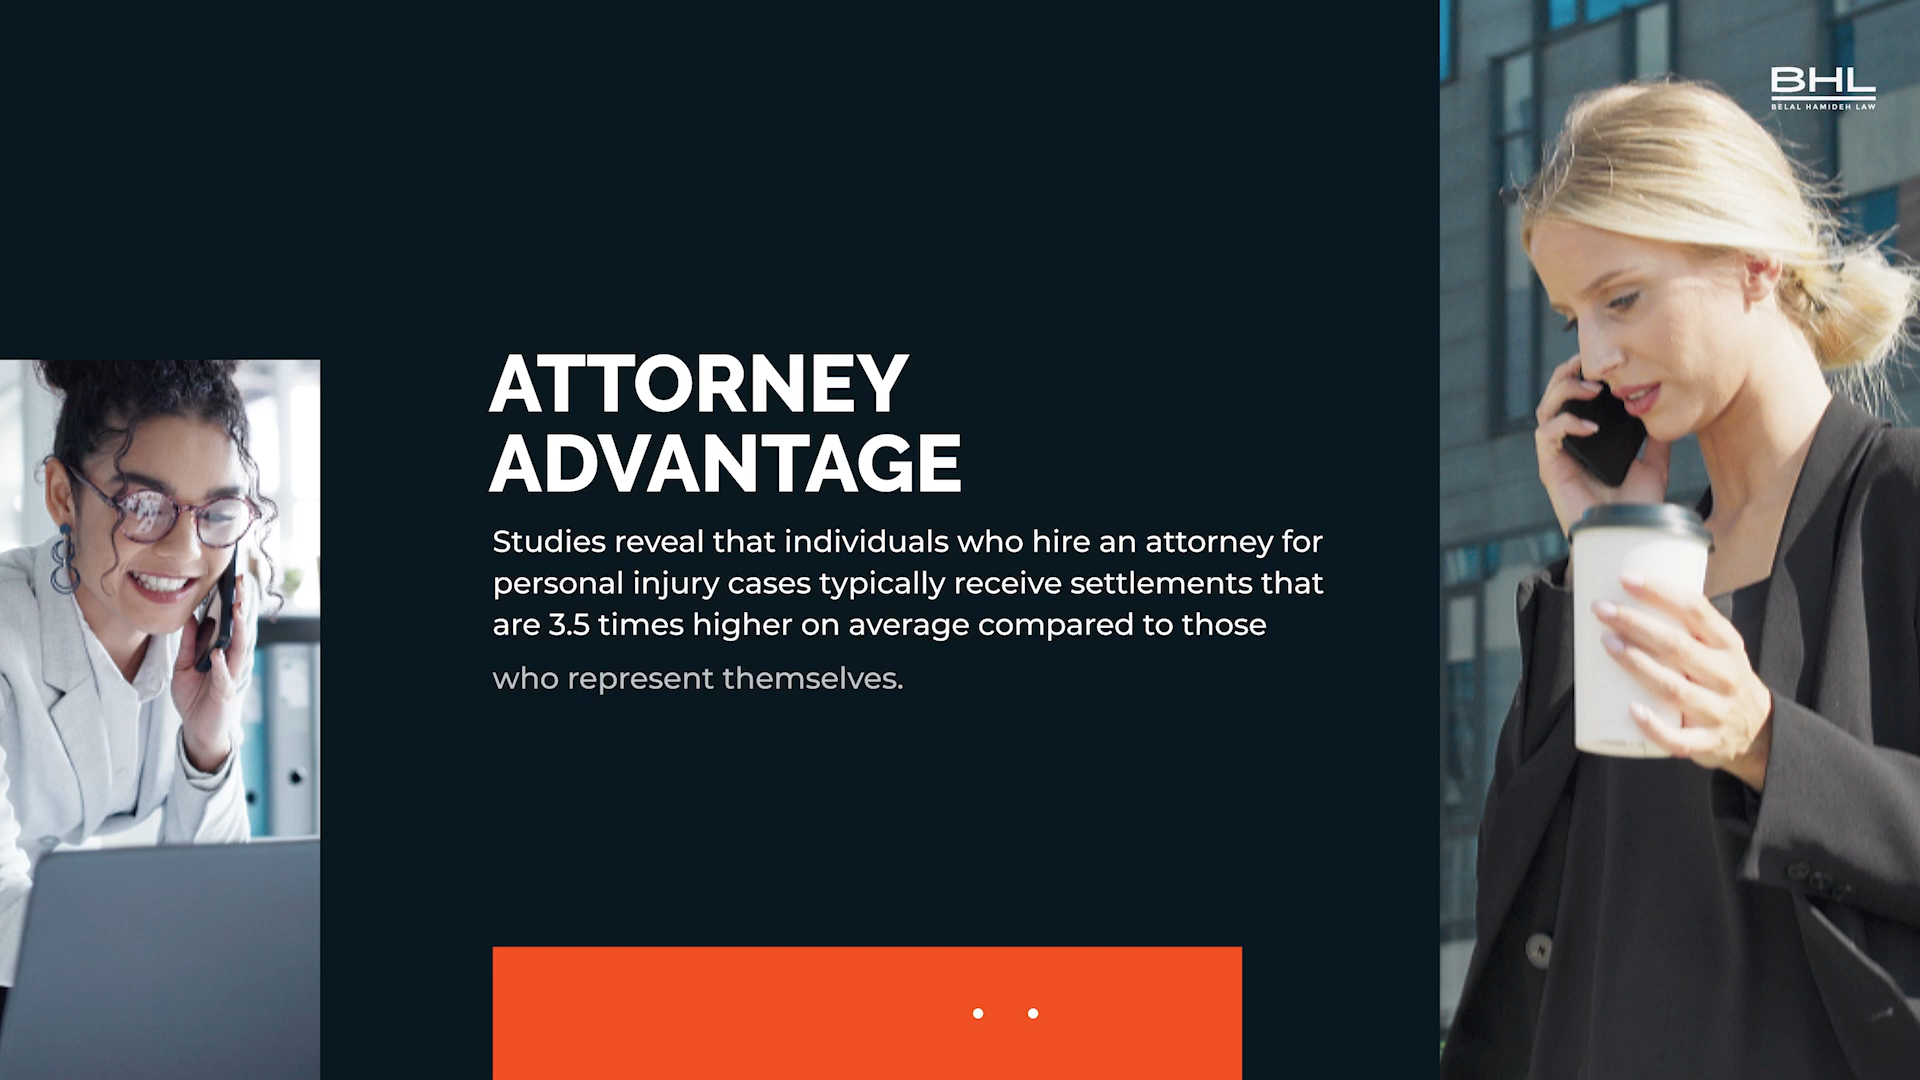 BHL
BELAL HAMIDEH LAW
ATTORNEY
ADVANTAGE
Studies reveal that individuals who hire an attorney for
personal injury cases typically receive settlements that
are 3.5 times higher on average compared to those
who represent themselves.